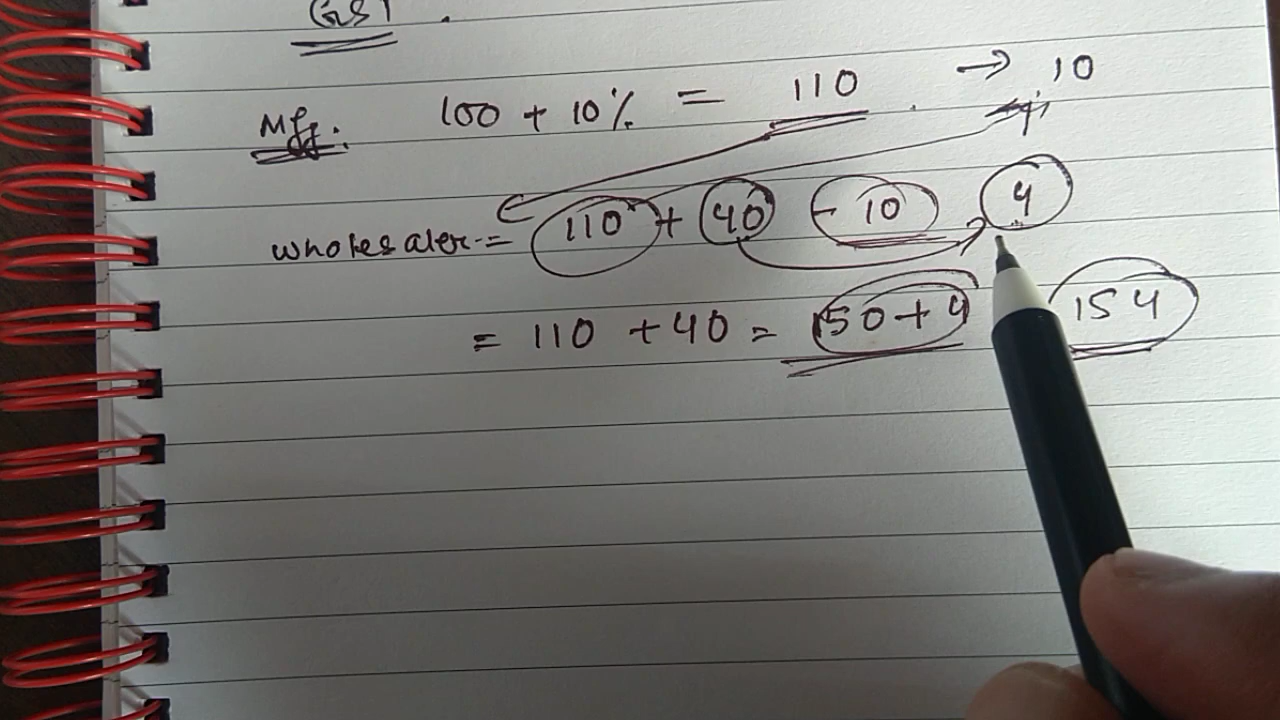 GST
Mfg. 100 + 10% = 110 . → 10
wholesaler = 110 + 40 - 10 4
= 110 + 40 = 150 + 4 154